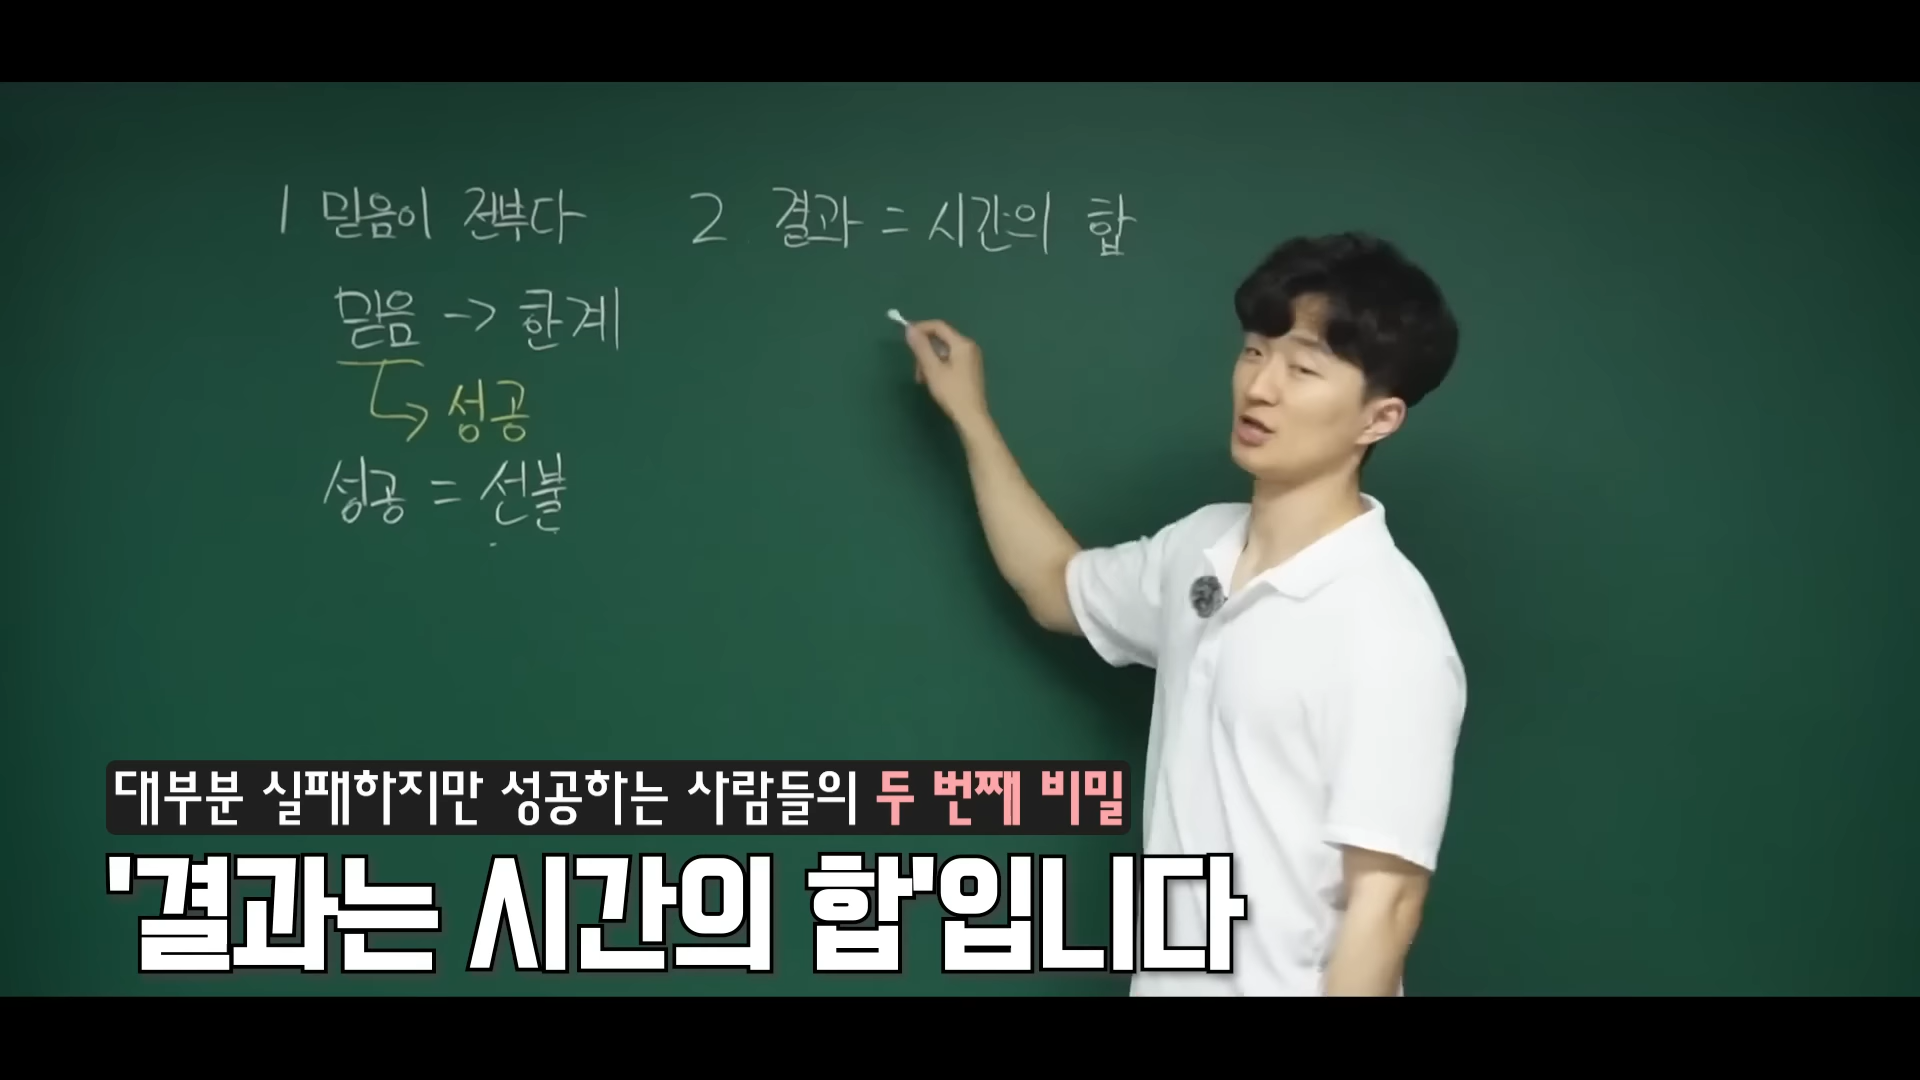 1 믿음이 전부다
믿음 -> 한계
성공
성공 = 선불
2. 결과 = 시간의 합
대부분 실패하지만 성공하는 사람들의 두 번째 비밀
'결과는 시간의 합'입니다